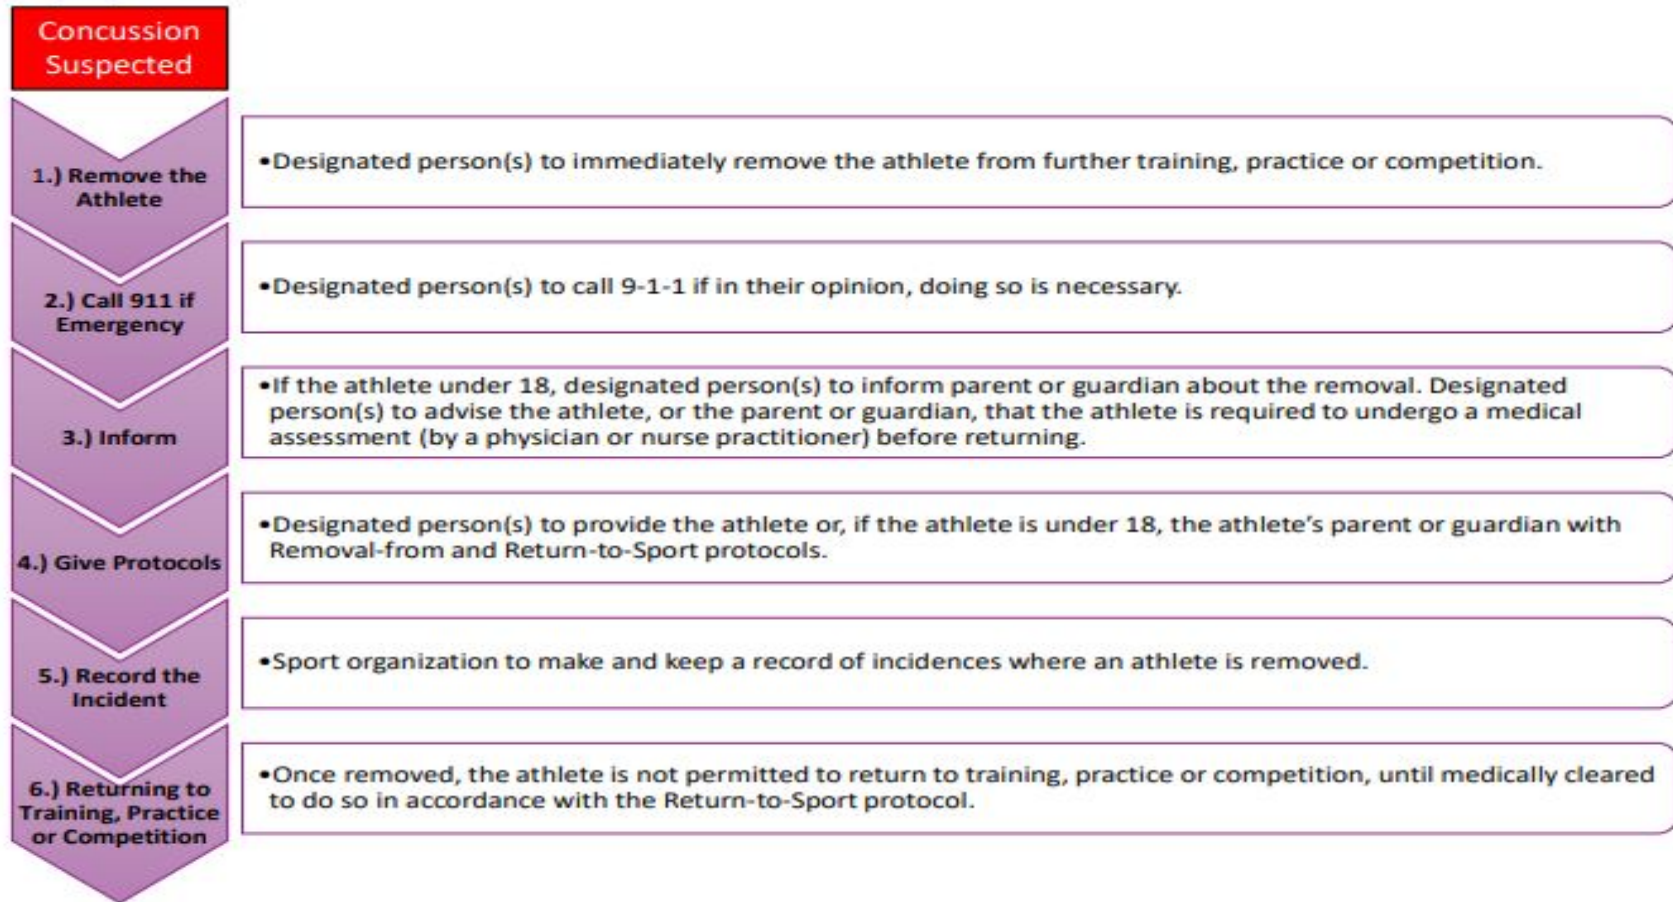 Concussion
Suspected
1.) Remove the
Athlete
•Designated person(s) to immediately remove the athlete from further training, practice or competition.
2.) Call 911 if
Emergency
•Designated person(s) to call 9-1-1 if in their opinion, doing so is necessary.
3.) Inform
•If the athlete under 18, designated person(s) to inform parent or guardian about the removal. Designated
person(s) to advise the athlete, or the parent or guardian, that the athlete is required to undergo a medical
assessment (by a physician or nurse practitioner) before returning.
4.) Give Protocols
•Designated person(s) to provide the athlete or, if the athlete is under 18, the athlete's parent or guardian with
Removal-from and Return-to-Sport protocols.
5.) Record the
Incident
•Sport organization to make and keep a record of incidences where an athlete is removed.
6.) Returning to
Training, Practice
or Competition
•Once removed, the athlete is not permitted to return to training, practice or competition, until medically cleared
to do so in accordance with the Return-to-Sport protocol.